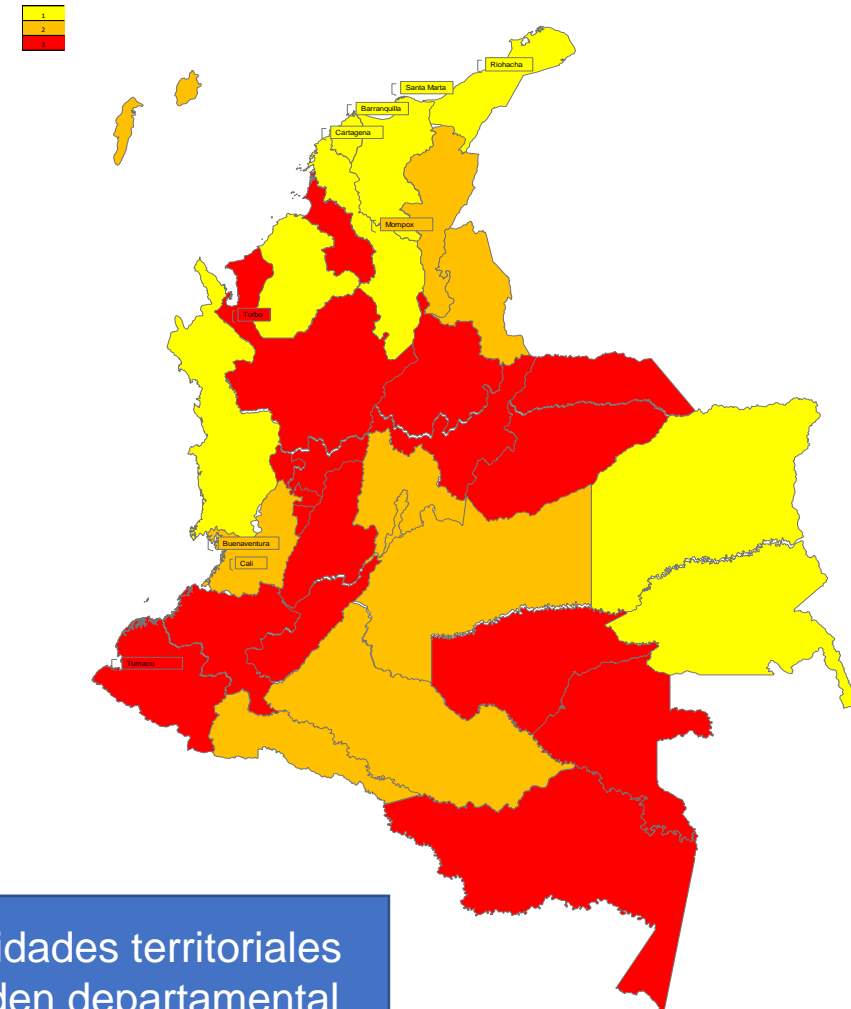 1
2
3
Riohacha
Santa Marta
Barranquilla
Cartagena
Mompox
Turbo
Buenaventura
Cali
Tumaco
idades territoriales
den departamental